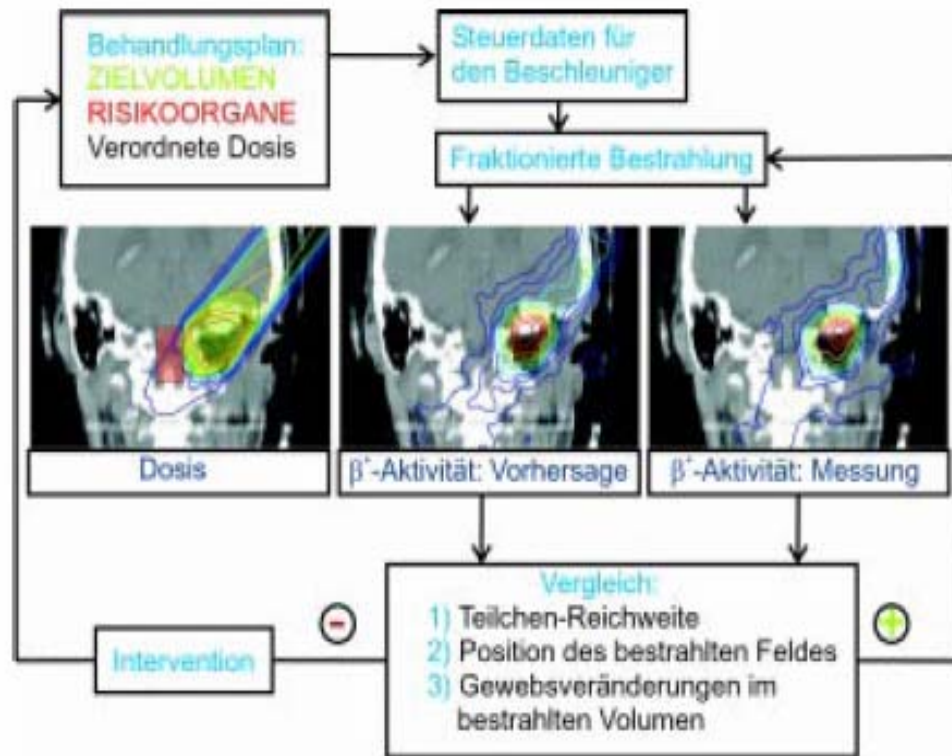 Behandlungsplan:
ZIELVOLUMEN
RISIKOORGANE
Verordnete Dosis
Steuerdaten für
den Beschleuniger
Fraktionierte Bestrahlung
Dosis
β⁺-Aktivität: Vorhersage
β⁺-Aktivität: Messung
Vergleich:
1) Teilchen-Reichweite
2) Position des bestrahlten Feldes
3) Gewebsveränderungen im
bestrahlten Volumen
-
Intervention
+